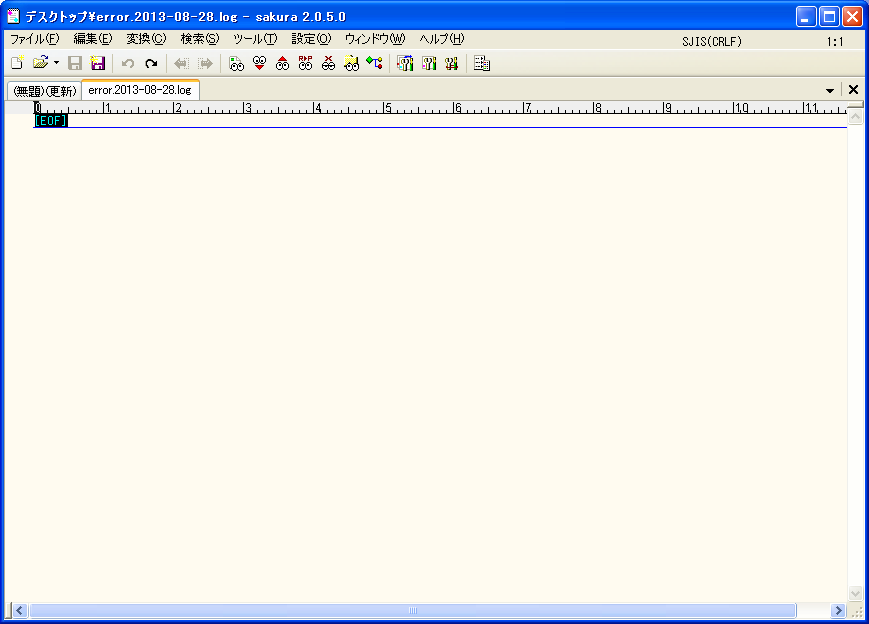 デスクトップ¥error.2013-08-28.log - sakura 2.0.5.0
ファイル(F) 編集(E) 変換(C) 検索(S) ツール(T) 設定(O) ウィンドウ(W) ヘルプ(H) SJIS(CRLF) 1:1
(無題)(更新) error.2013-08-28.log
0 1 2 3 4 5 6 7 8 9 10 11
[EOF]